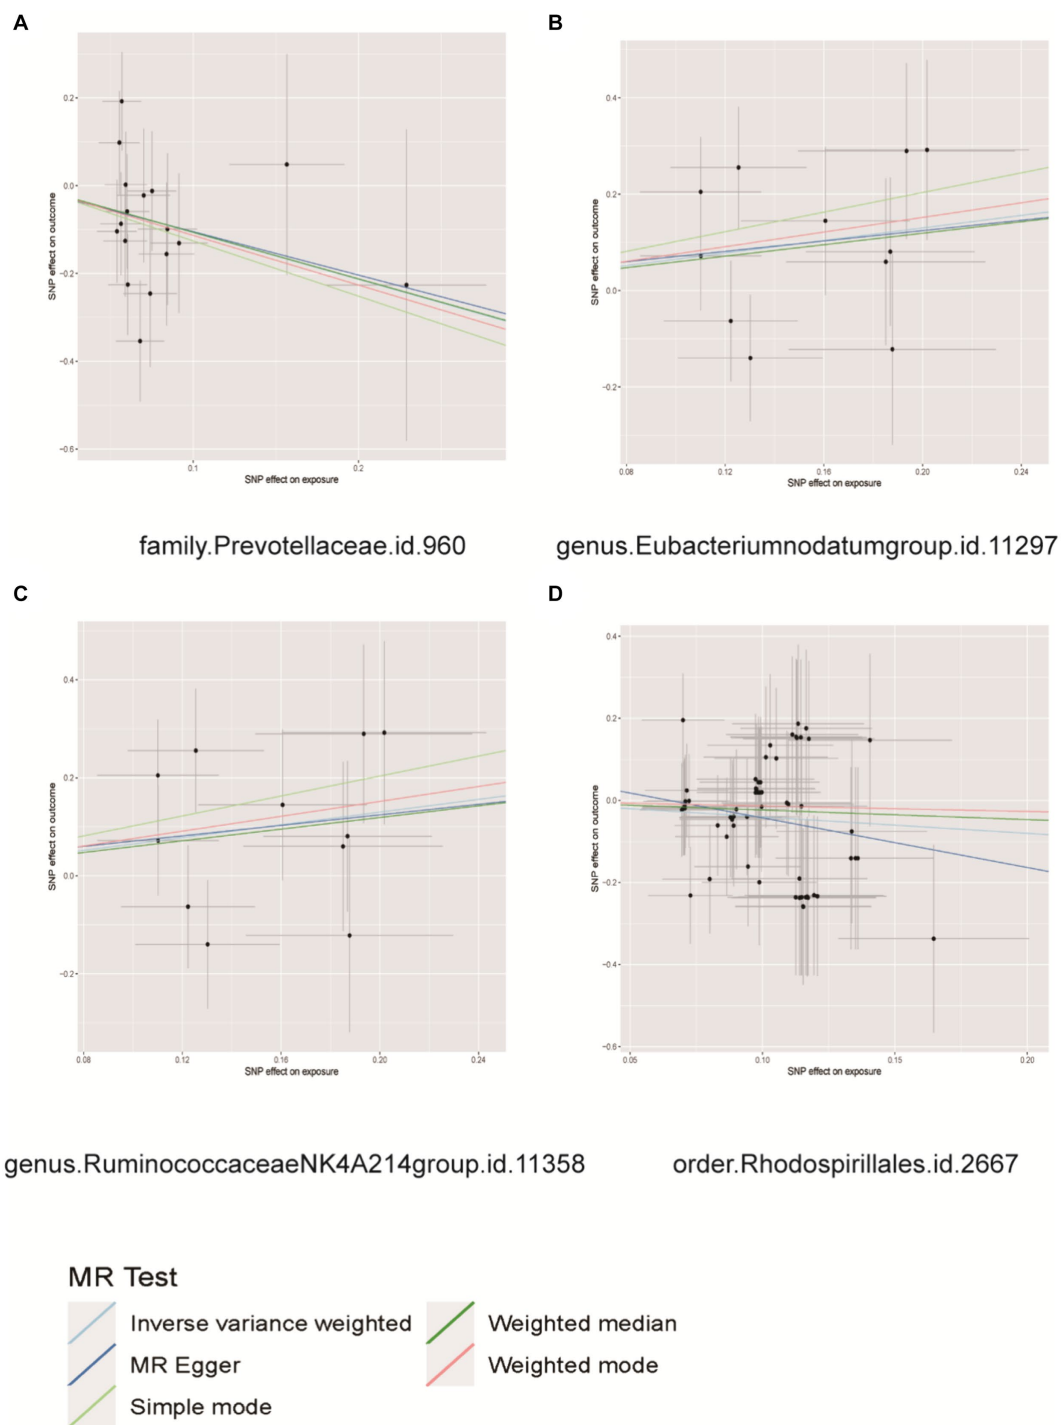 A
B
SNP effect on outcome
0.2
0.0
−0.2
−0.4
−0.6
0.1
0.2
SNP effect on exposure
SNP effect on outcome
0.4
0.2
0.0
−0.2
0.08
0.12
0.16
0.20
0.24
SNP effect on exposure
family.Prevotellaceae.id.960
genus.Eubacteriumnodatumgroup.id.11297
C
D
SNP effect on outcome
0.4
0.2
0.0
−0.2
0.08
0.12
0.16
0.20
0.24
SNP effect on exposure
SNP effect on outcome
0.4
0.2
0.0
−0.2
−0.4
−0.6
0.05
0.10
0.15
0.20
SNP effect on exposure
genus.RuminococcaceaeNK4A214group.id.11358
order.Rhodospirillales.id.2667
MR Test
Inverse variance weighted
MR Egger
Simple mode
Weighted median
Weighted mode